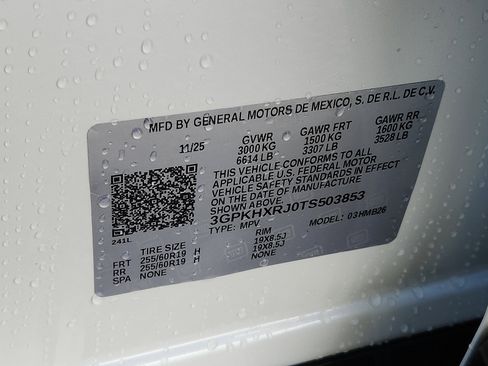 MFD BY GENERAL MOTORS DE MEXICO, S. DE R.L. DE C.V.
11/25 GVWR GAWR FRT GAWR RR
3000 KG 1500 KG 1600 KG
6614 LB 3307 LB 3528 LB
THIS VEHICLE CONFORMS TO ALL
APPLICABLE U.S. FEDERAL MOTOR
VEHICLE SAFETY STANDARDS IN EFFECT
ON THE DATE OF MANUFACTURE
SHOWN ABOVE.
3GPKHXRJ0TS503853
TYPE: MPV MODEL: 03HMB26
241L
TIRE SIZE RIM
FRT 255/60R19 H 19X8.5J
RR 255/60R19 H 19X8.5J
SPA NONE NONE